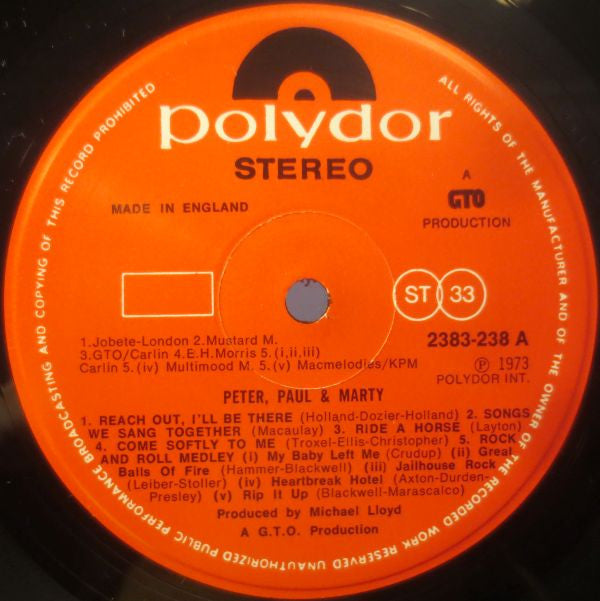 polydor
STEREO
MADE IN ENGLAND
A
GTO
PRODUCTION
ST 33
1.Jobete-London 2.Mustard M.
3.GTO/Carlin 4.E.H.Morris 5.(i,ii,iii)
Carlin 5.(iv) Multimood M. 5.(v) Macmelodies/KPM
2383-238 A
Ⓟ 1973
POLYDOR INT.
PETER, PAUL & MARTY
1. REACH OUT, I'LL BE THERE (Holland-Dozier-Holland) 2. SONGS
WE SANG TOGETHER (Macaulay) 3. RIDE A HORSE (Layton)
4. COME SOFTLY TO ME (Troxel-Ellis-Christopher) 5. ROCK
AND ROLL MEDLEY (i) My Baby Left Me (Crudup) (ii) Great
Balls Of Fire (Hammer-Blackwell) (iii) Jailhouse Rock
(Leiber-Stoller) (iv) Heartbreak Hotel (Axton-Durden-
Presley) (v) Rip It Up (Blackwell-Marascalco)
Produced by Michael Lloyd
A G.T.O. Production
ALL RIGHTS OF THE MANUFACTURER AND OF THE OWNER OF THE RECORDED WORK RESERVED UNAUTHORIZED PUBLIC PERFORMANCE BROADCASTING AND COPYING OF THIS RECORD PROHIBITED